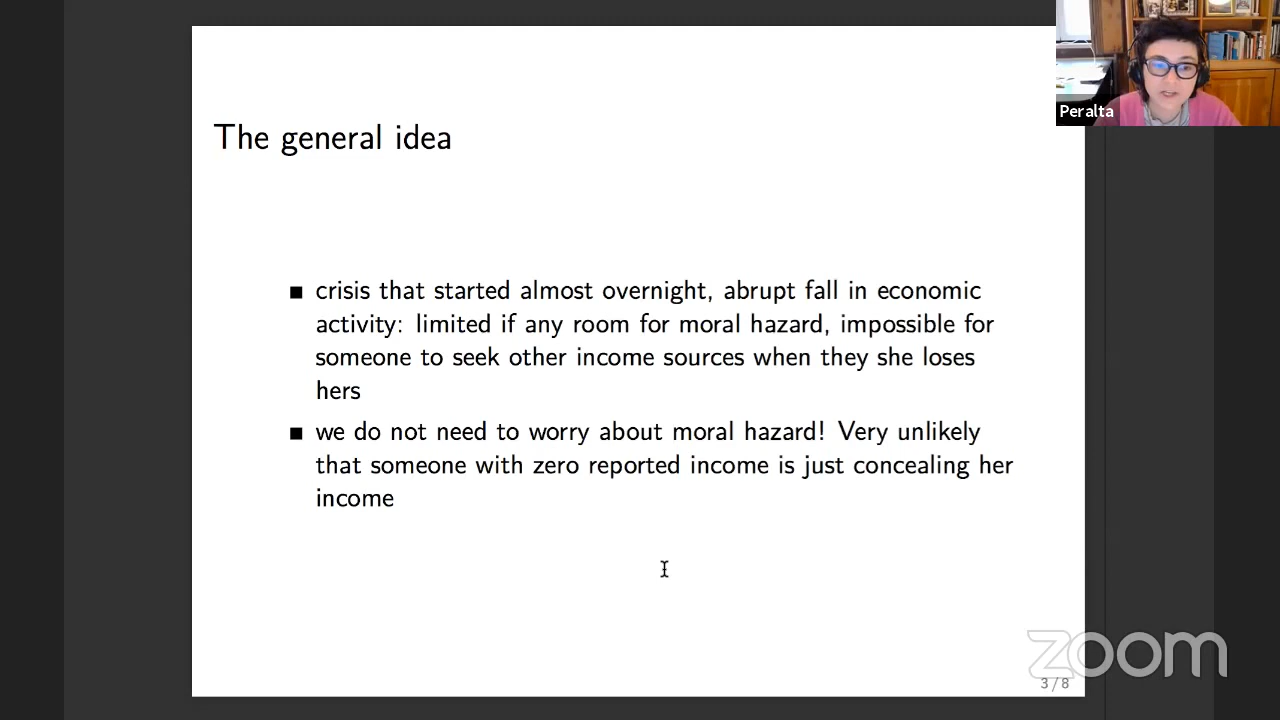 Peralta
The general idea
■ crisis that started almost overnight, abrupt fall in economic
activity: limited if any room for moral hazard, impossible for
someone to seek other income sources when they she loses
hers
■ we do not need to worry about moral hazard! Very unlikely
that someone with zero reported income is just concealing her
income
zoom
3 / 8